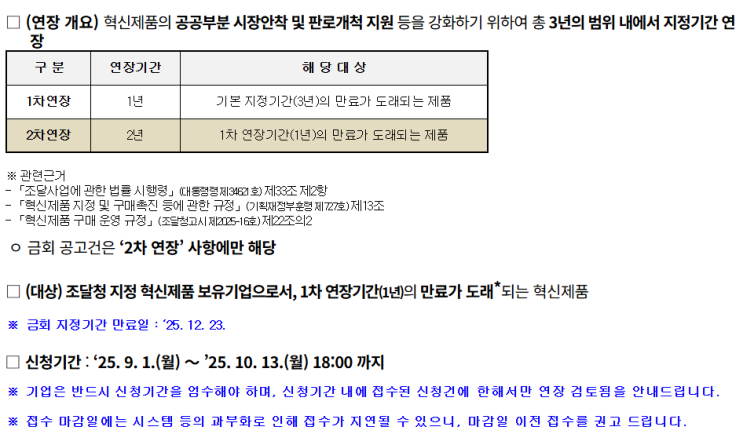 □ (연장 개요) 혁신제품의 공공부분 시장안착 및 판로개척 지원 등을 강화하기 위하여 총 3년의 범위 내에서 지정기간 연
장
구 분 연장기간 해 당 대 상
1차연장 1년 기본 지정기간(3년)의 만료가 도래되는 제품
2차연장 2년 1차 연장기간(1년)의 만료가 도래되는 제품
※ 관련근거
- 「조달사업에 관한 법률 시행령」(대통령령 제34621호) 제33조 제2항
- 「혁신제품 지정 및 구매촉진 등에 관한 규정」(기획재정부훈령 제727호) 제13조
- 「혁신제품 구매 운영 규정」(조달청고시 제2025-16호) 제22조의2
ㅇ 금회 공고건은 ‘2차 연장’ 사항에만 해당
□ (대상) 조달청 지정 혁신제품 보유기업으로서, 1차 연장기간(1년)의 만료가 도래*되는 혁신제품
※ 금회 지정기간 만료일 : ‘25. 12. 23.
□ 신청기간 : ‘25. 9. 1.(월) ～ ’25. 10. 13.(월) 18:00 까지
※ 기업은 반드시 신청기간을 엄수해야 하며, 신청기간 내에 접수된 신청건에 한해서만 연장 검토됨을 안내드립니다.
※ 접수 마감일에는 시스템 등의 과부화로 인해 접수가 지연될 수 있으니, 마감일 이전 접수를 권고 드립니다.